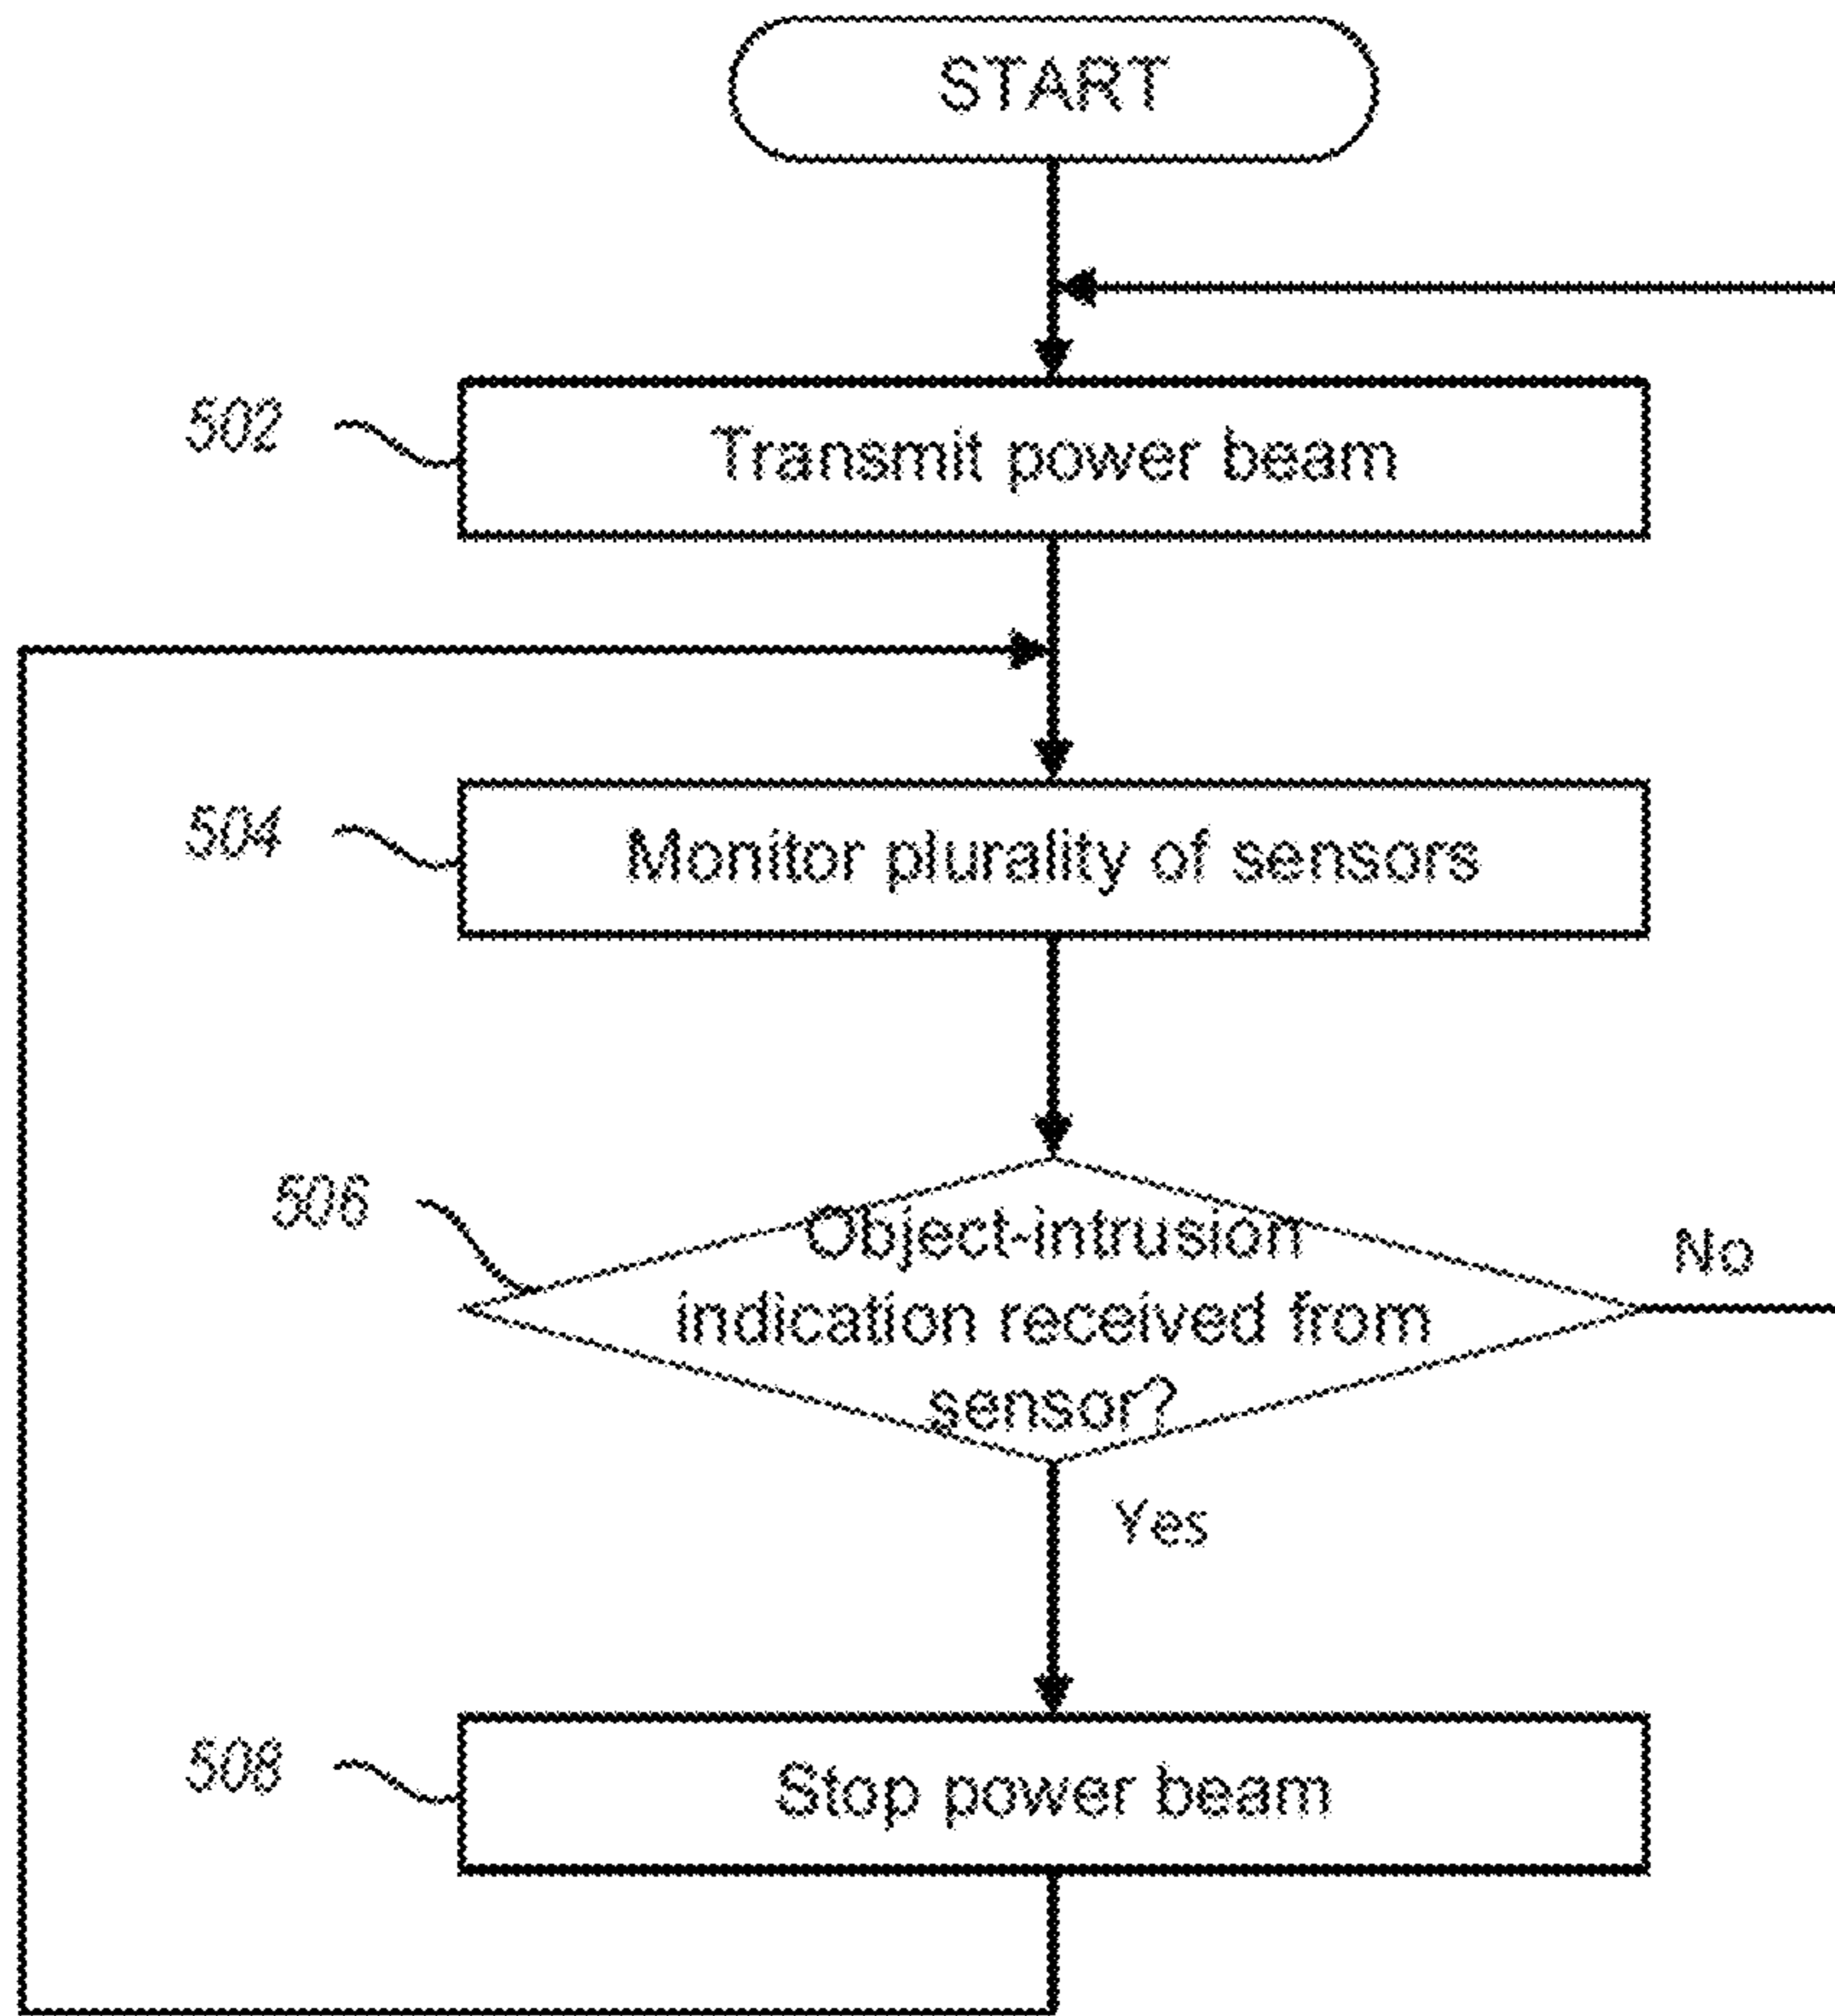 START
502
Transmit power beam
504
Monitor plurality of sensors
506
Object-intrusion
indication received from
sensor?
No
Yes
508
Stop power beam